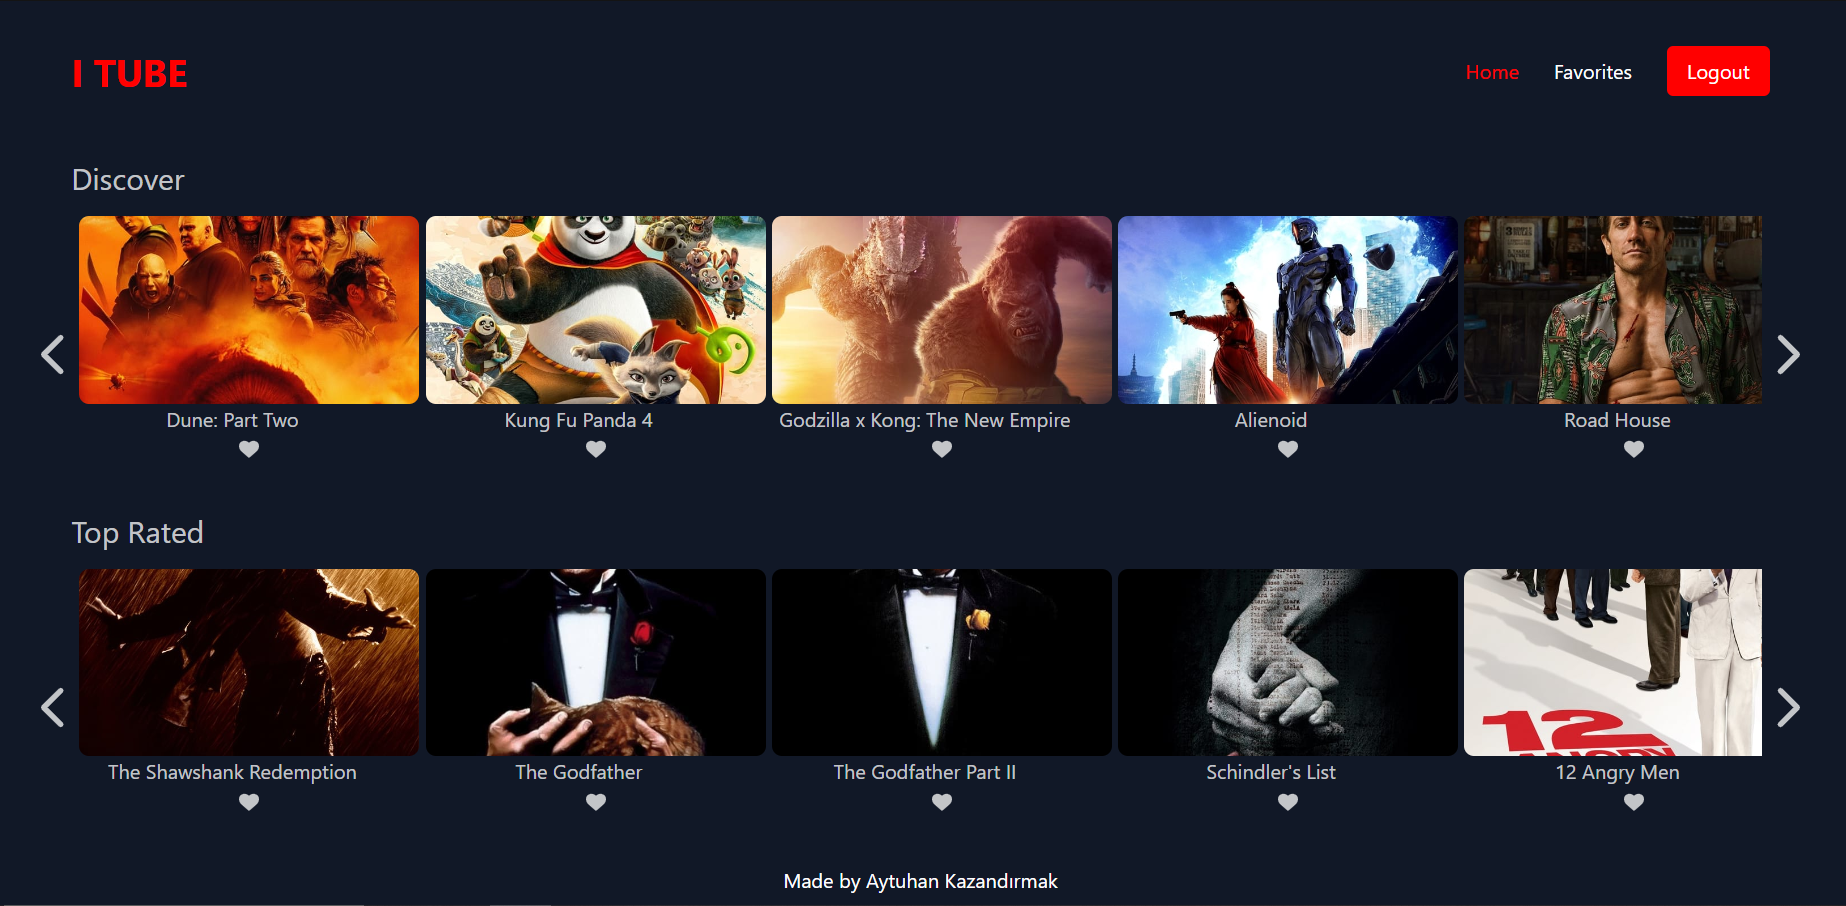 I TUBE
Home Favorites Logout
Discover
Dune: Part Two
Kung Fu Panda 4
Godzilla x Kong: The New Empire
Alienoid
Road House
Top Rated
The Shawshank Redemption
The Godfather
The Godfather Part II
Schindler's List
12
12 Angry Men
Made by Aytuhan Kazandırmak